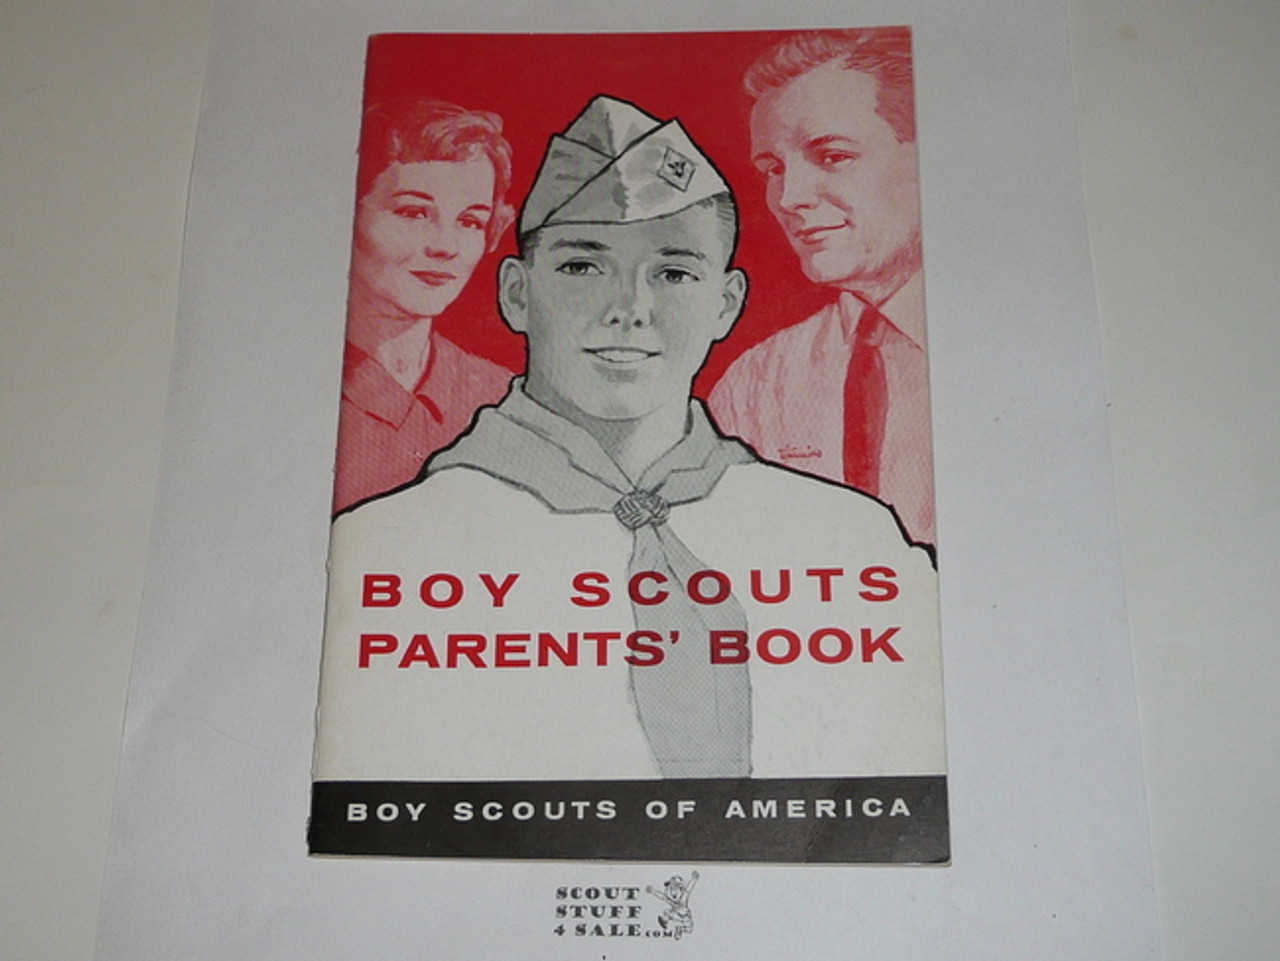 BOY SCOUTS
PARENTS' BOOK
BOY SCOUTS OF AMERICA
SCOUT
STUFF
4 SALE.COM